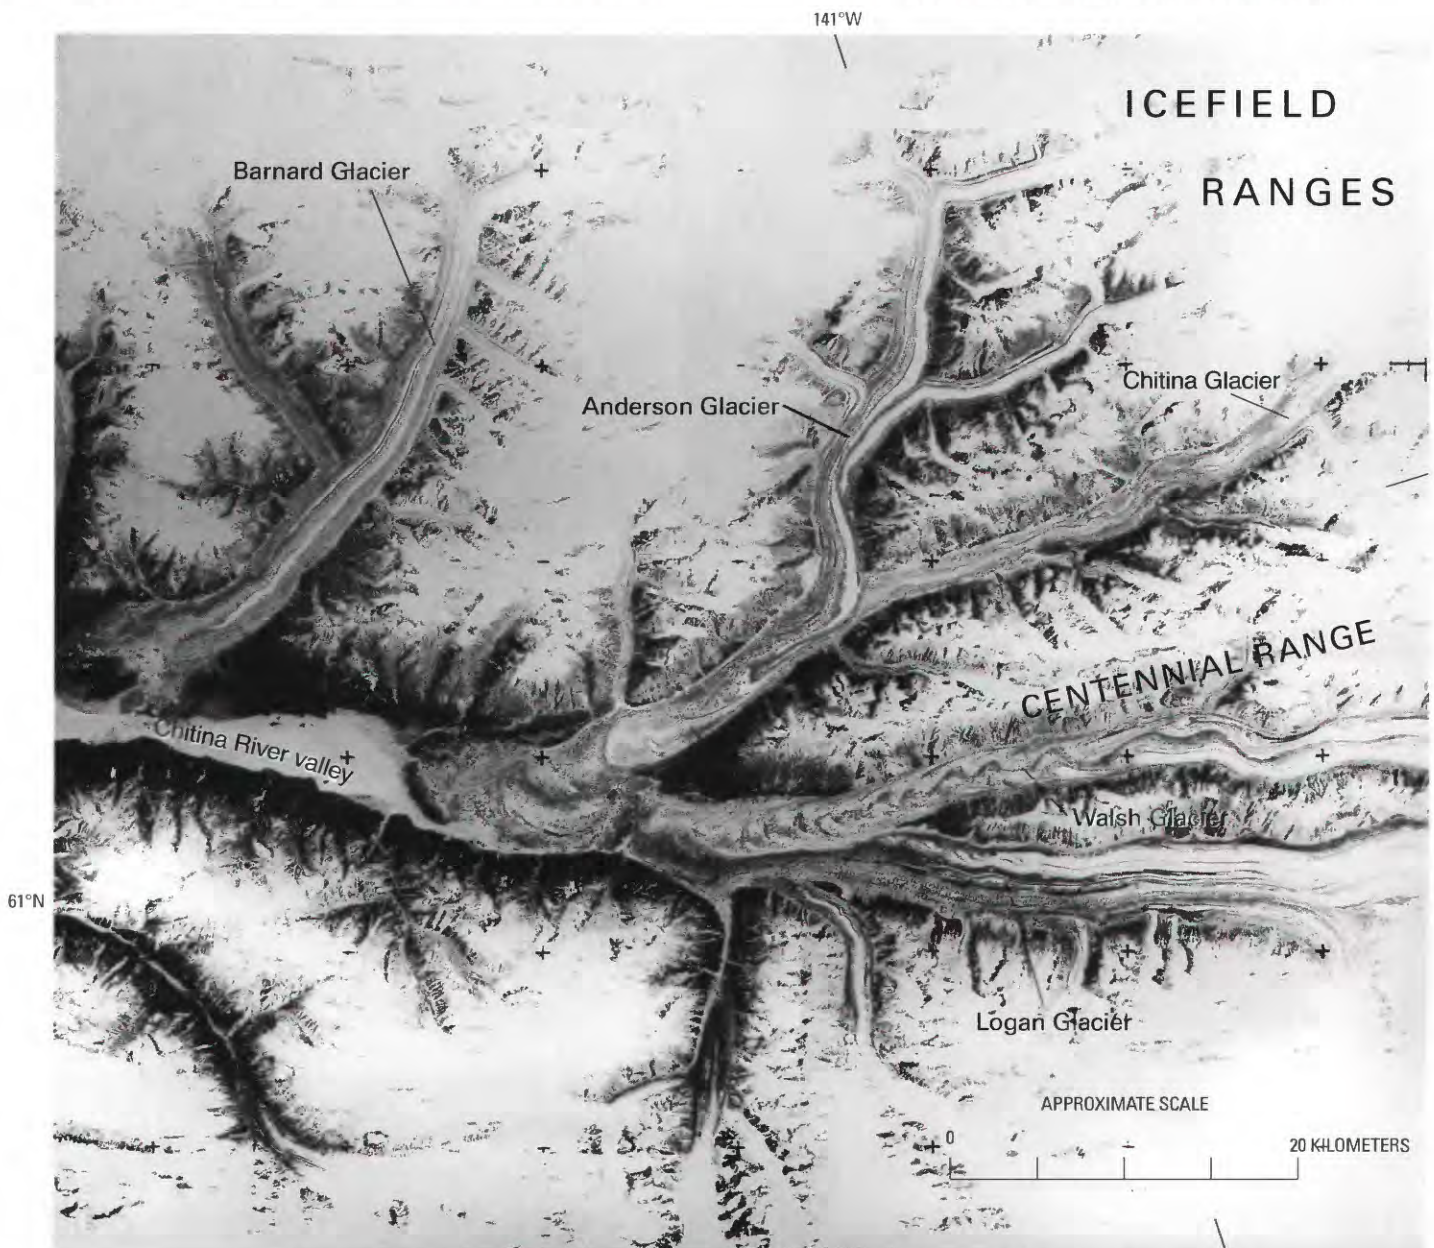 141°W
ICEFIELD
RANGES
Barnard Glacier
Chitina Glacier
Anderson Glacier
CENTENNIAL RANGE
Chitina River valley
Walsh Glacier
61°N
Logan Glacier
APPROXIMATE SCALE
0
20 KILOMETERS